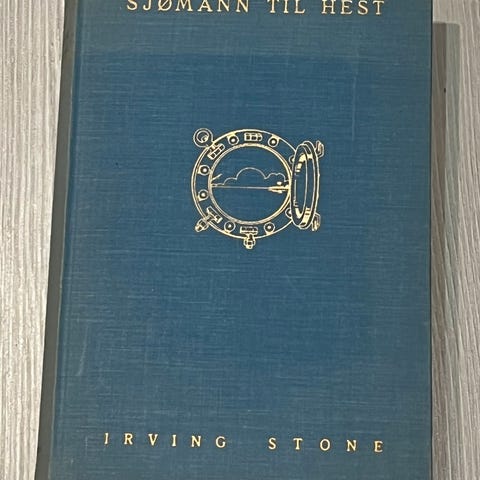 SJØMANN TIL HEST
IRVING STONE